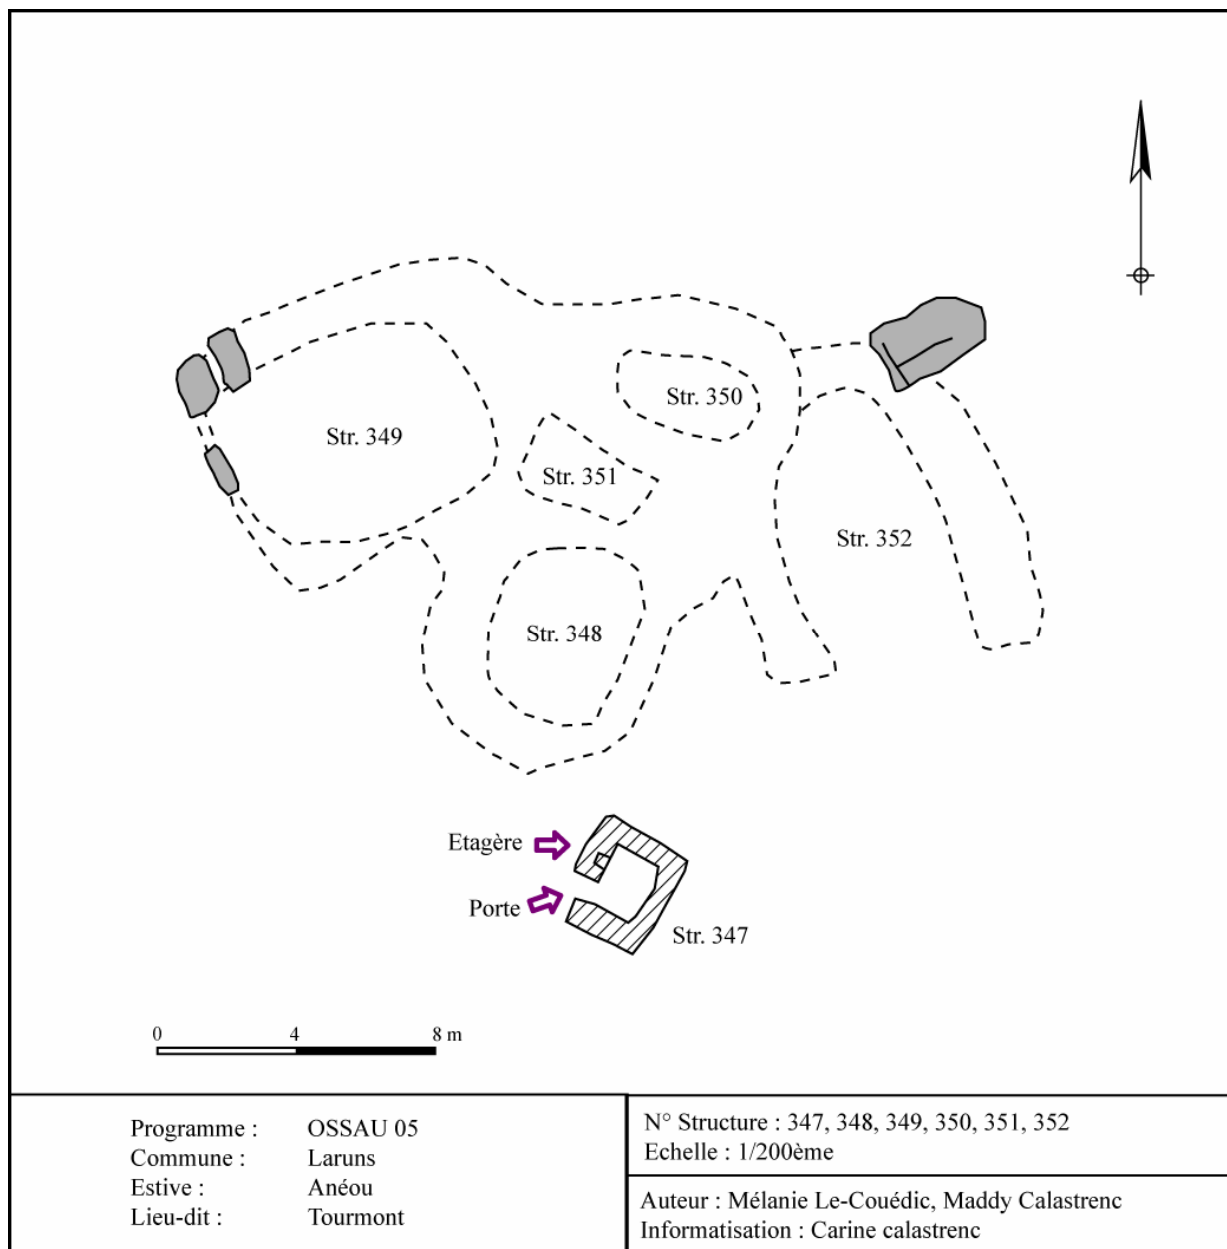 Str. 350
Str. 349
Str. 351
Str. 352
Str. 348
Etagère
Porte
Str. 347
0 4 8 m
Programme : OSSAU 05
Commune : Laruns
Estive : Anéou
Lieu-dit : Tourmont
N° Structure : 347, 348, 349, 350, 351, 352
Echelle : 1/200ème
Auteur : Mélanie Le-Couédic, Maddy Calastrenc
Informatisation : Carine calastrenc